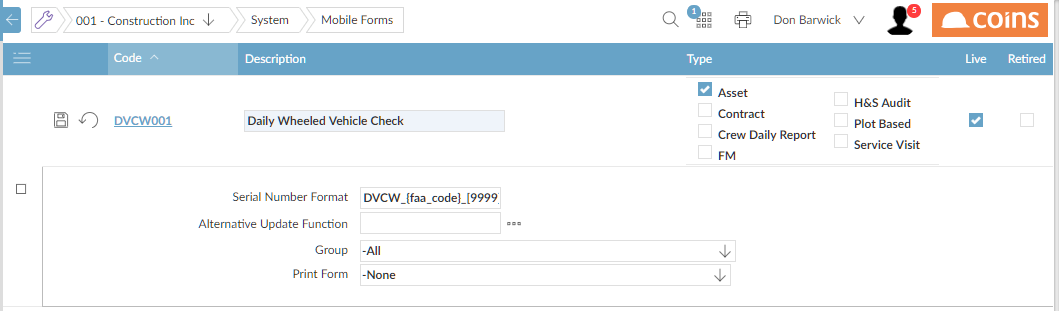 001 - Construction Inc
System
Mobile Forms
1
Don Barwick
5
coins
Code
Description
Type
Live
Retired
DVCW001
Daily Wheeled Vehicle Check
Asset
Contract
Crew Daily Report
FM
H&S Audit
Plot Based
Service Visit
Serial Number Format
DVCW_{faa_code}_[9999
Alternative Update Function
Group
-All
Print Form
-None